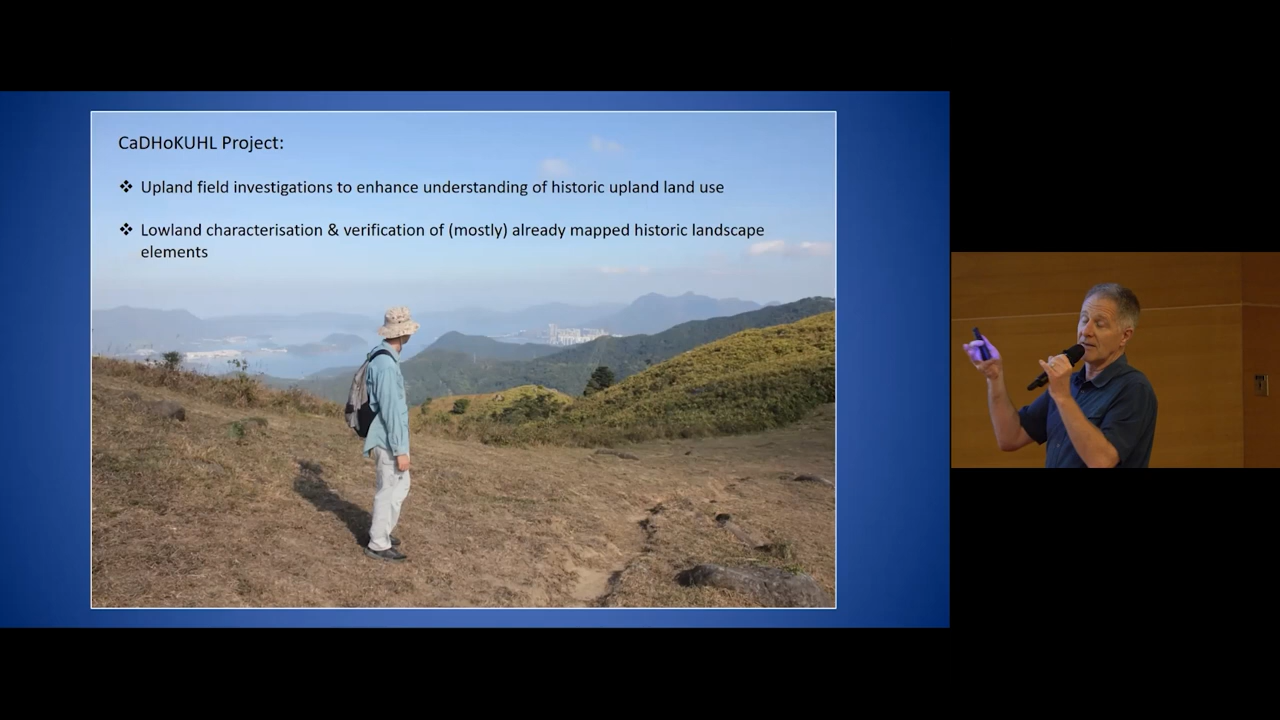 CaDHoKUHL Project:
❖ Upland field investigations to enhance understanding of historic upland land use
❖ Lowland characterisation & verification of (mostly) already mapped historic landscape
elements